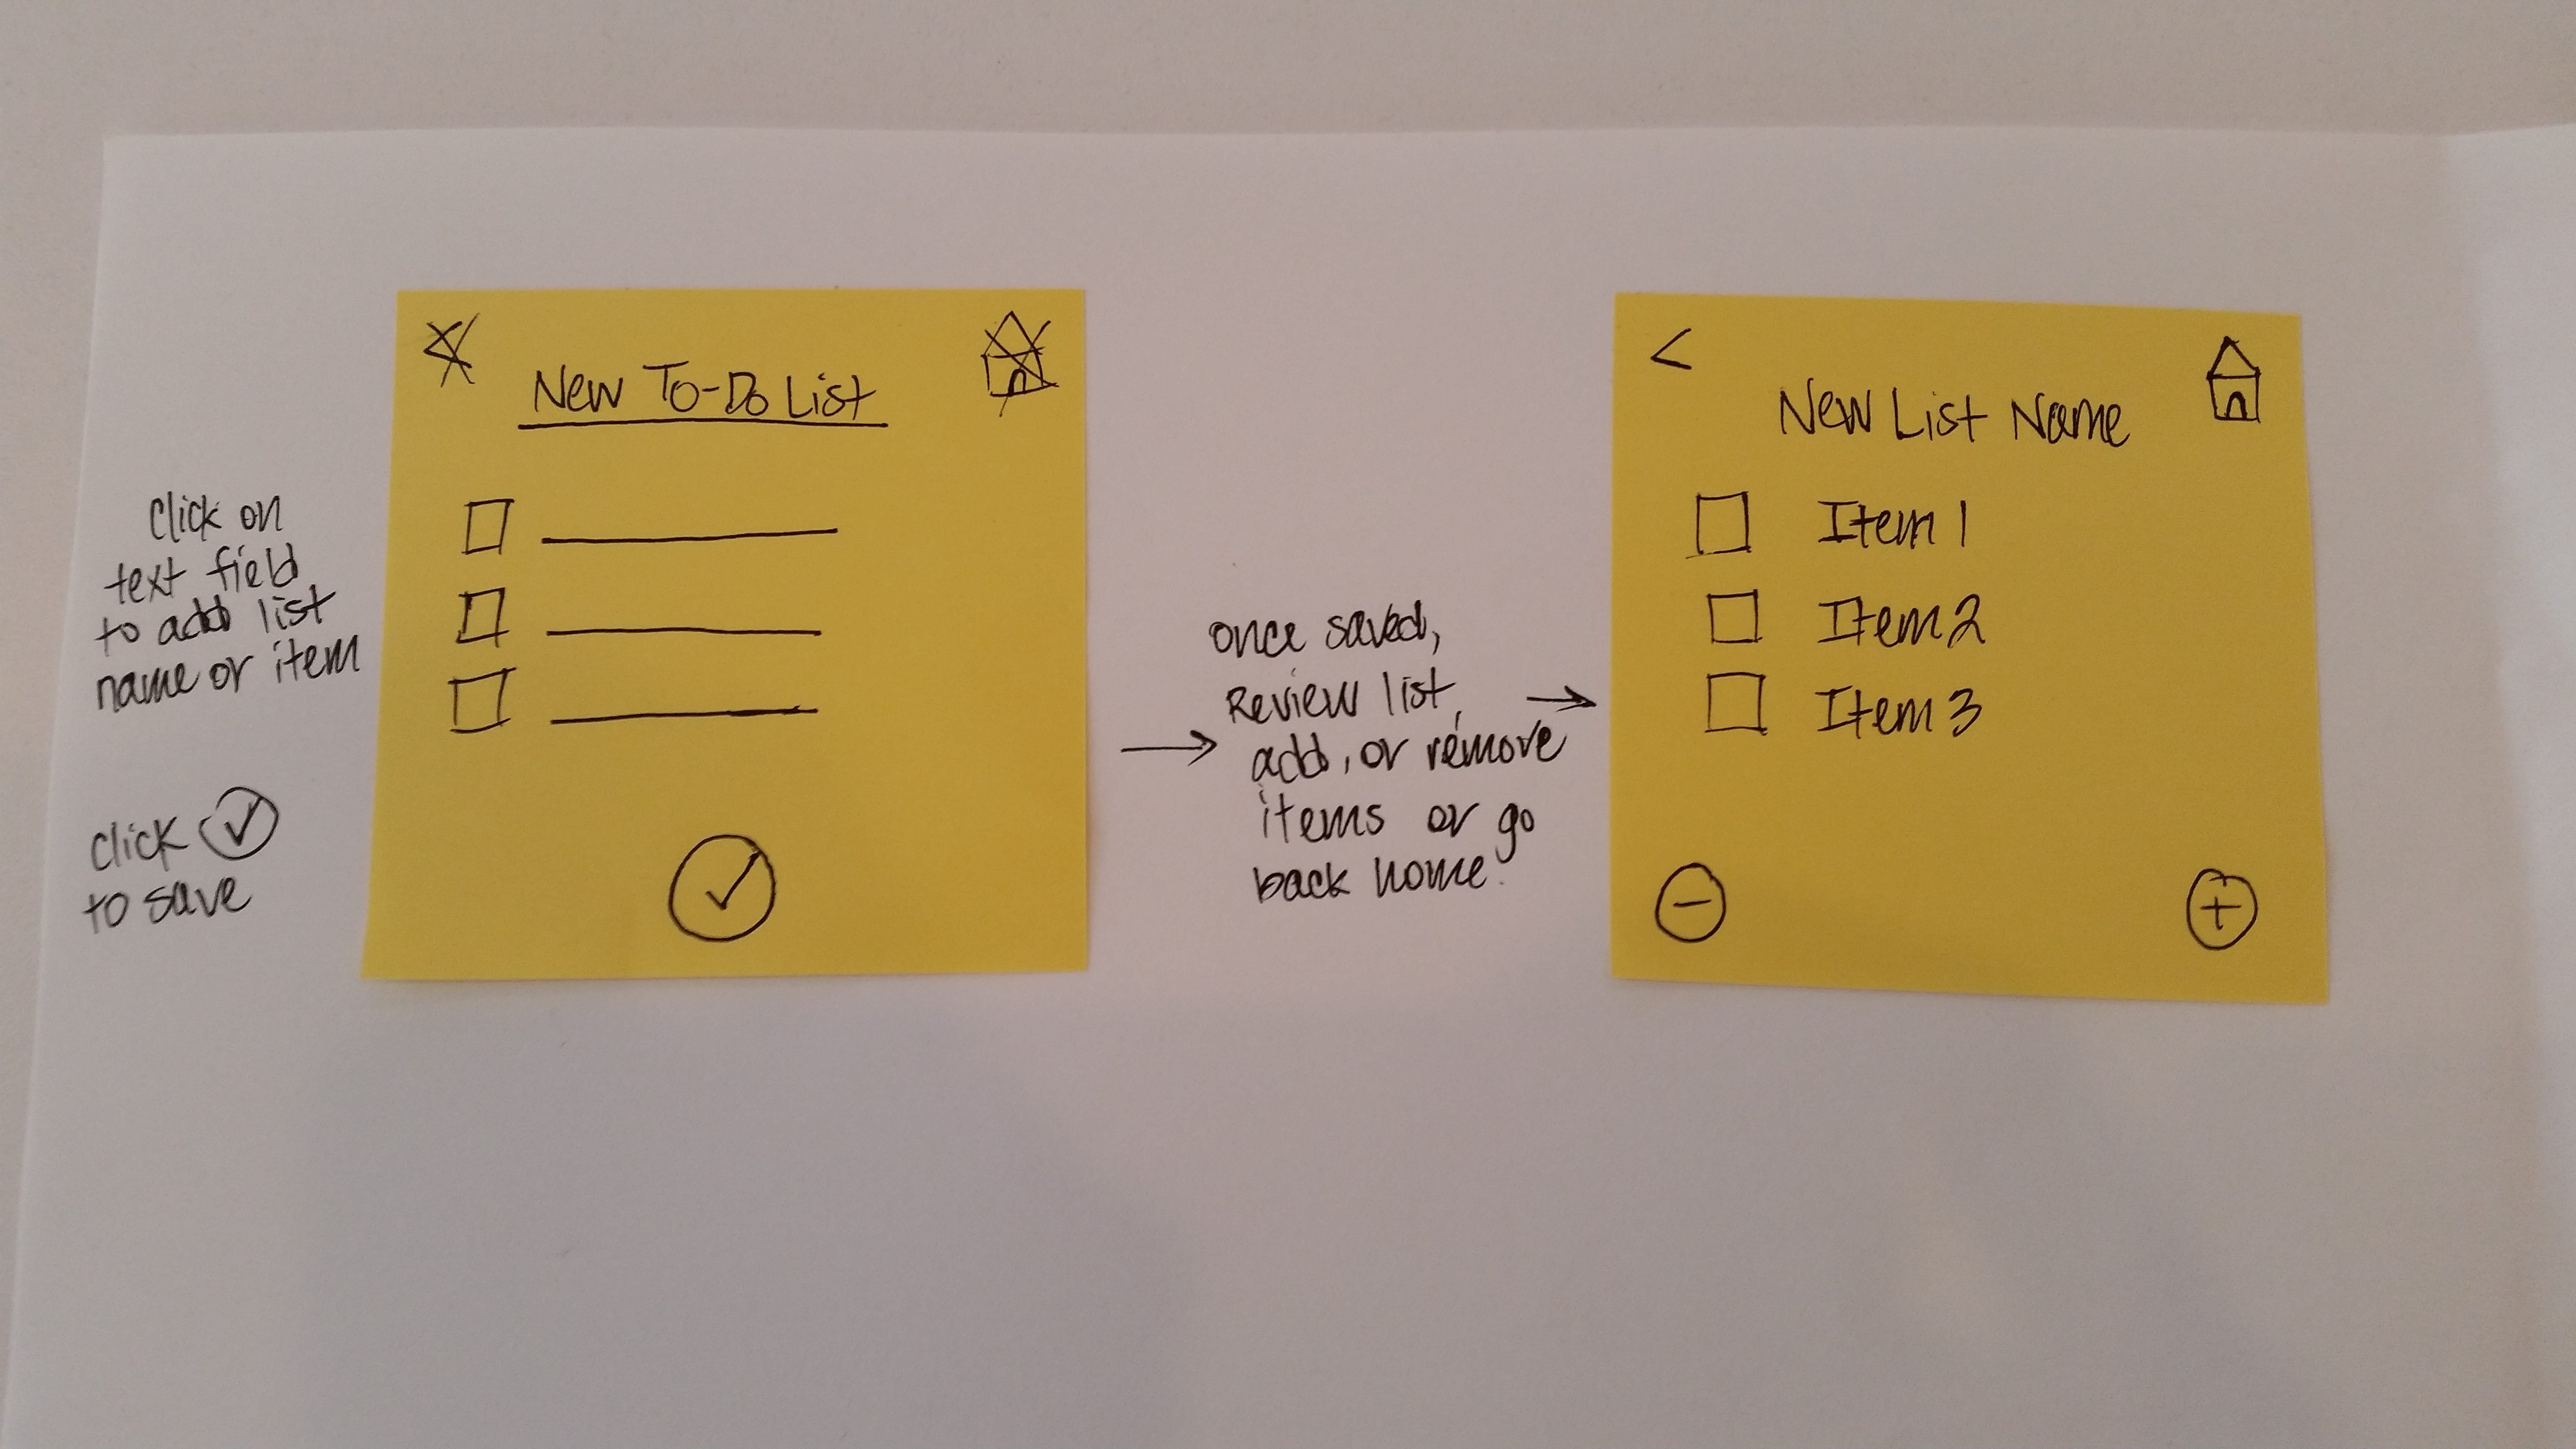 Click on
text field
to add list
name or item
click ✓
to save
New To-Do List
once saved,
Review list,
add, or remove
items or go
back home.
<
New List Name
Item 1
Item 2
Item 3
−
+